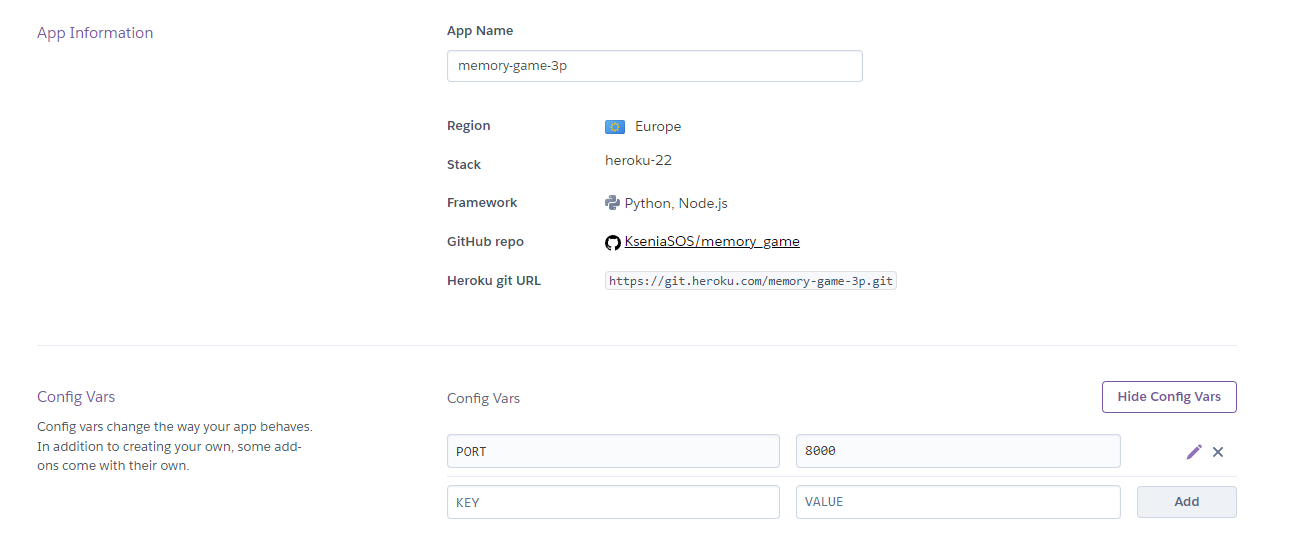 App Information
App Name
memory-game-3p
Region
Europe
Stack
heroku-22
Framework
Python, Node.js
GitHub repo
KseniaSOS/memory_game
Heroku git URL
https://git.heroku.com/memory-game-3p.git
Config Vars
Config vars change the way your app behaves.
In addition to creating your own, some add-
ons come with their own.
Config Vars
Hide Config Vars
PORT
8000
KEY
VALUE
Add